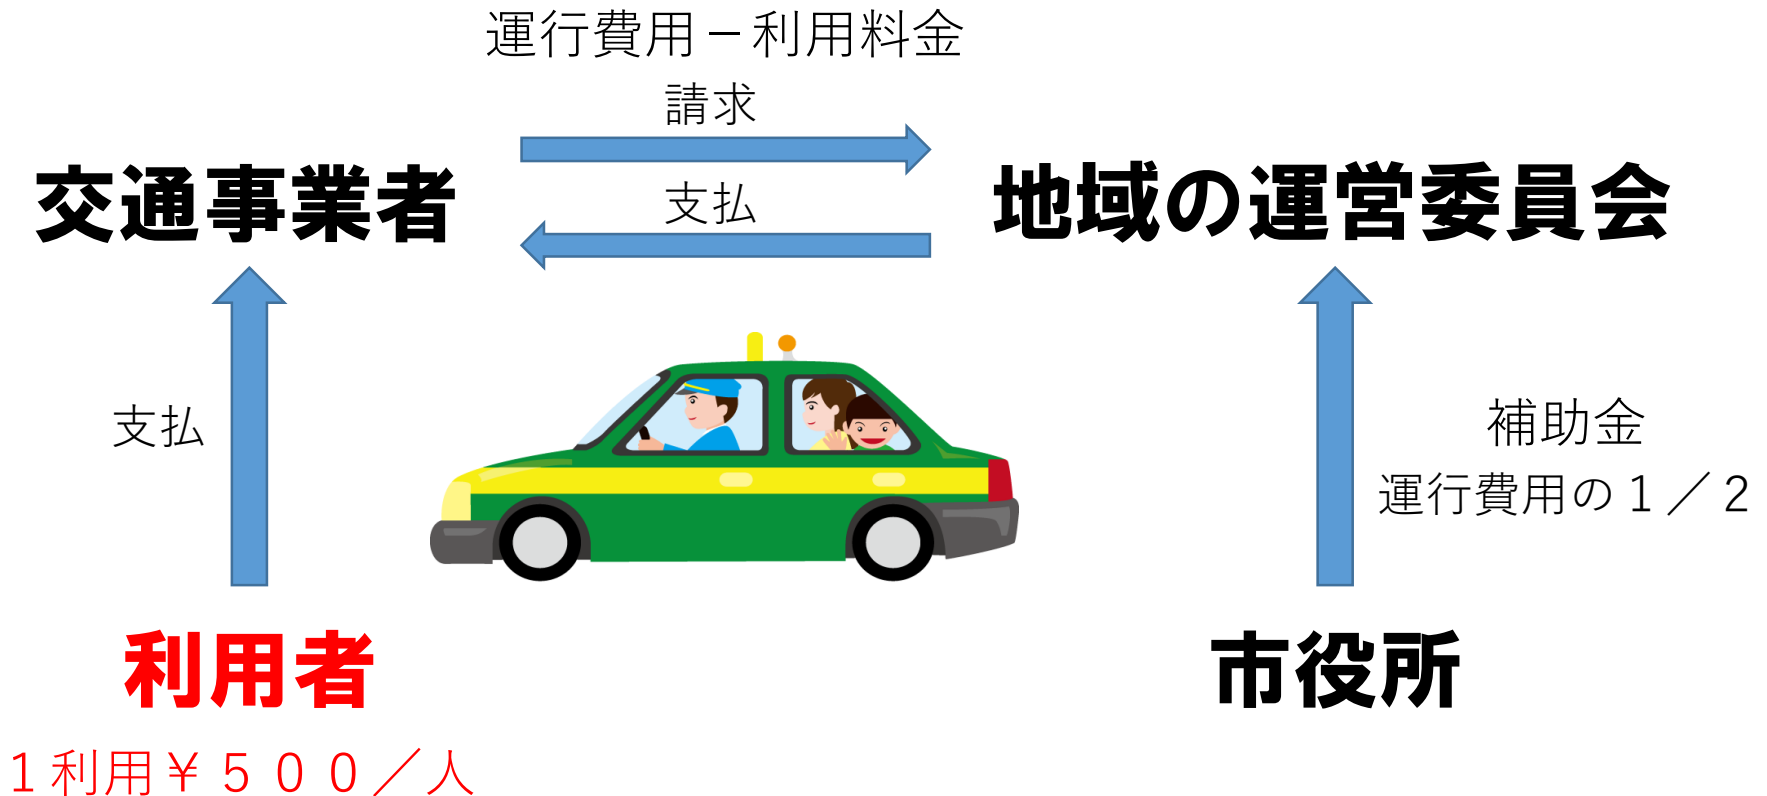 運行費用－利用料金
請求
交通事業者
支払
地域の運営委員会
支払
補助金
運行費用の１／２
利用者
１利用￥５００／人
市役所